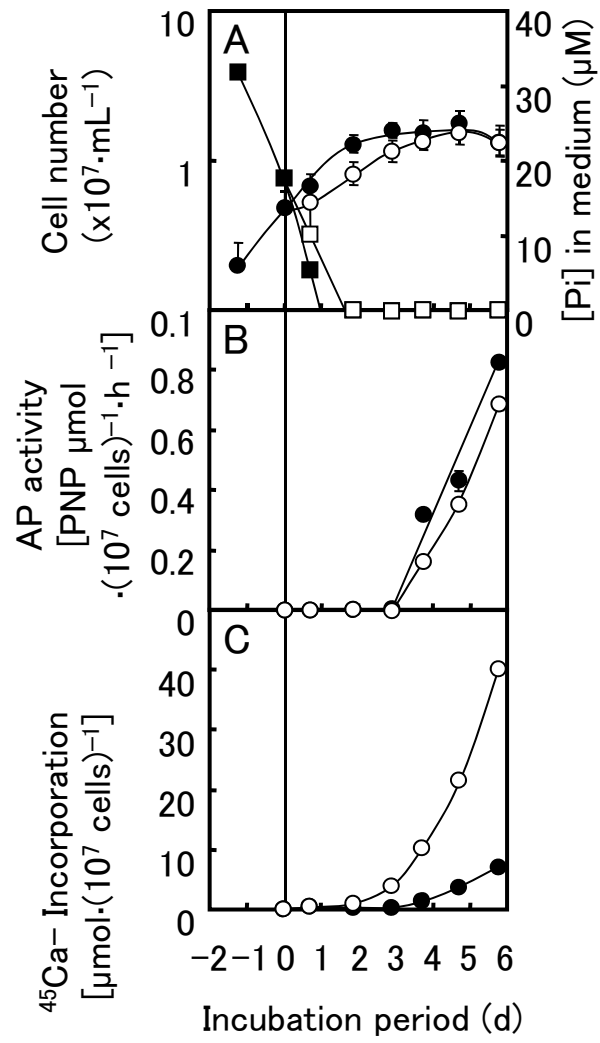 10
A
40
Cell number
(x10⁷·mL⁻¹)
1
30
20
10
[Pi] in medium (μM)
0.1
0
B
0.8
AP activity
[PNP μmol
·(10⁷ cells)⁻¹·h⁻¹]
0.6
0.4
0.2
0
C
40
⁴⁵Ca- Incorporation
[μmol·(10⁷ cells)⁻¹]
30
20
10
0
-2 -1 0 1 2 3 4 5 6
Incubation period (d)